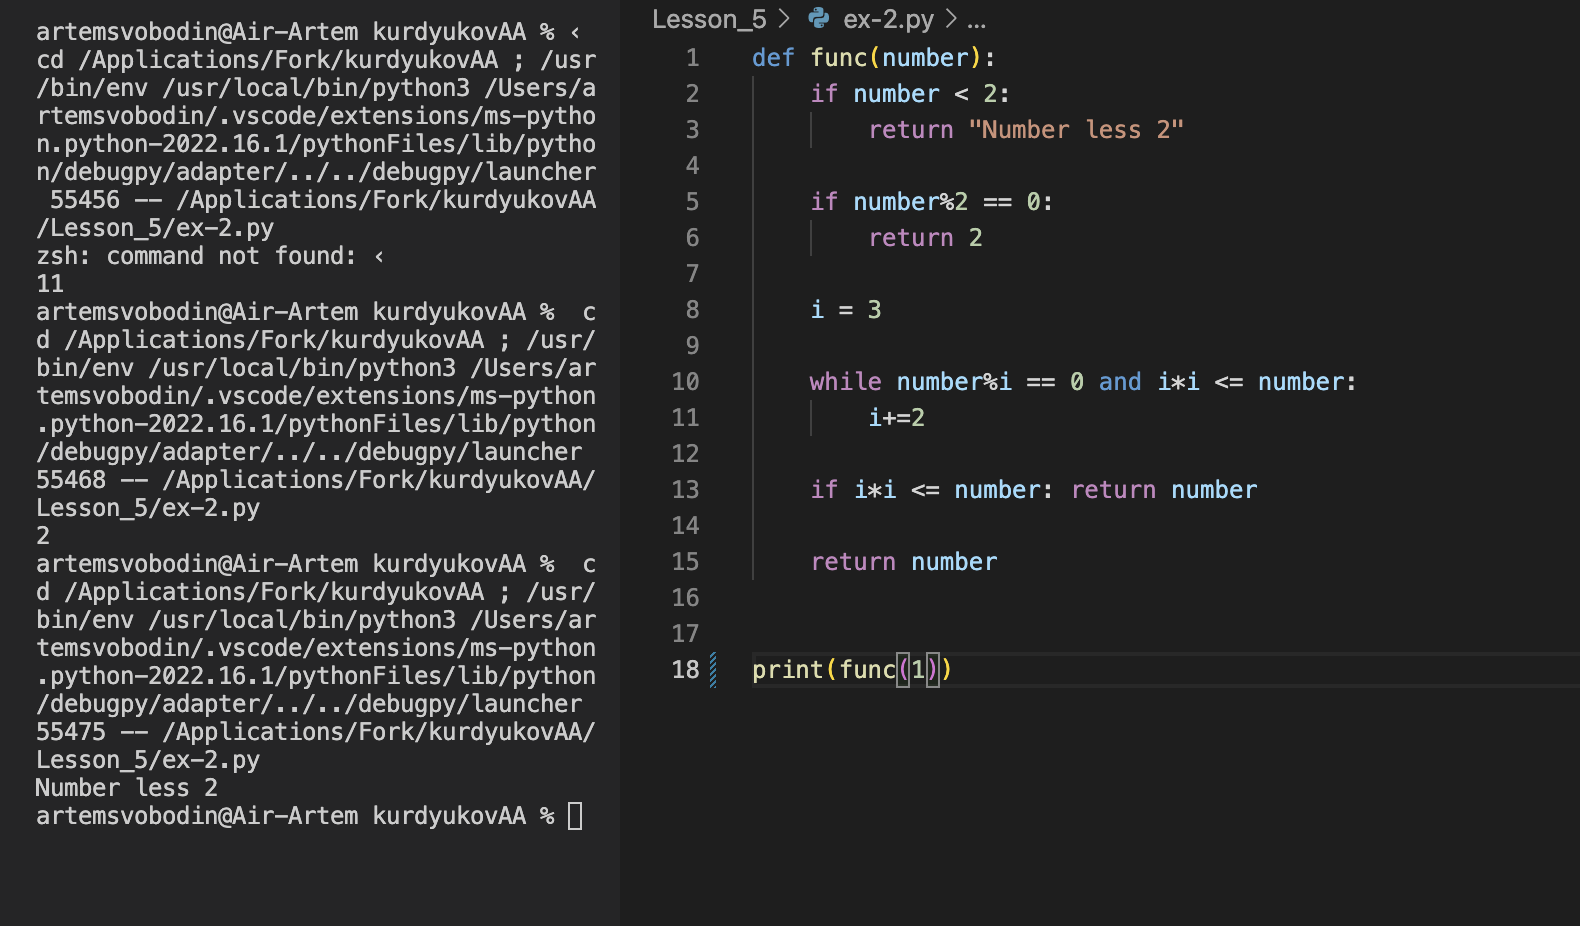 artemsvobodin@Air-Artem kurdyukovAA % ‹
cd /Applications/Fork/kurdyukovAA ; /usr
/bin/env /usr/local/bin/python3 /Users/a
rtemsvobodin/.vscode/extensions/ms-pytho
n.python-2022.16.1/pythonFiles/lib/pytho
n/debugpy/adapter/../../debugpy/launcher
 55456 -- /Applications/Fork/kurdyukovAA
/Lesson_5/ex-2.py
zsh: command not found: ‹
11
artemsvobodin@Air-Artem kurdyukovAA %  c
d /Applications/Fork/kurdyukovAA ; /usr/
bin/env /usr/local/bin/python3 /Users/ar
temsvobodin/.vscode/extensions/ms-python
.python-2022.16.1/pythonFiles/lib/python
/debugpy/adapter/../../debugpy/launcher
55468 -- /Applications/Fork/kurdyukovAA/
Lesson_5/ex-2.py
2
artemsvobodin@Air-Artem kurdyukovAA %  c
d /Applications/Fork/kurdyukovAA ; /usr/
bin/env /usr/local/bin/python3 /Users/ar
temsvobodin/.vscode/extensions/ms-python
.python-2022.16.1/pythonFiles/lib/python
/debugpy/adapter/../../debugpy/launcher
55475 -- /Applications/Fork/kurdyukovAA/
Lesson_5/ex-2.py
Number less 2
artemsvobodin@Air-Artem kurdyukovAA %
Lesson_5 > ex-2.py > ...
1 def func(number):
2     if number < 2:
3         return "Number less 2"
4
5     if number%2 == 0:
6         return 2
7
8     i = 3
9
10     while number%i == 0 and i*i <= number:
11         i+=2
12
13     if i*i <= number: return number
14
15     return number
16
17
18 print(func(1))